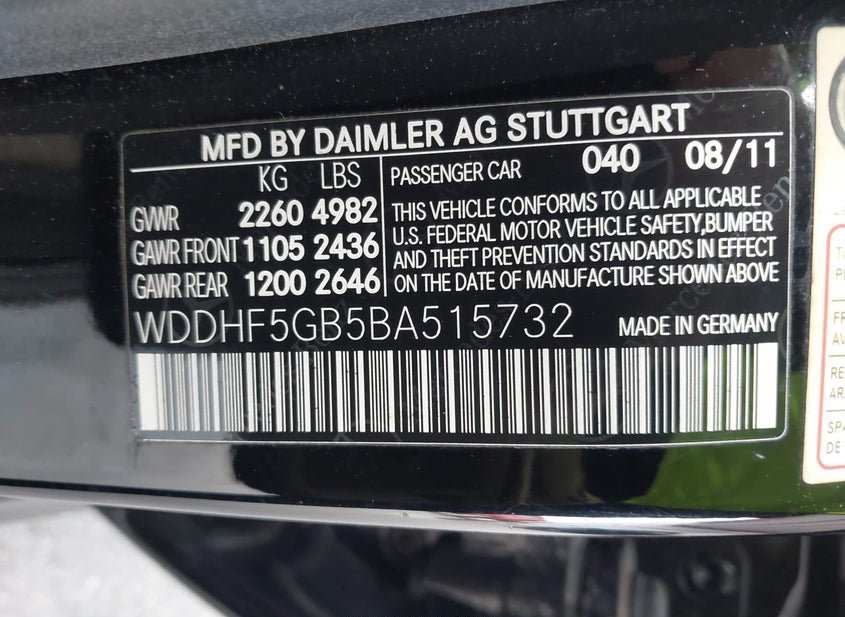 MFD BY DAIMLER AG STUTTGART
KG LBS
GVWR 2260 4982
GAWR FRONT 1105 2436
GAWR REAR 1200 2646
PASSENGER CAR 040 08/11
THIS VEHICLE CONFORMS TO ALL APPLICABLE
U.S. FEDERAL MOTOR VEHICLE SAFETY,BUMPER
AND THEFT PREVENTION STANDARDS IN EFFECT
ON THE DATE OF MANUFACTURE SHOWN ABOVE
WDDHF5GB5BA515732 MADE IN GERMANY